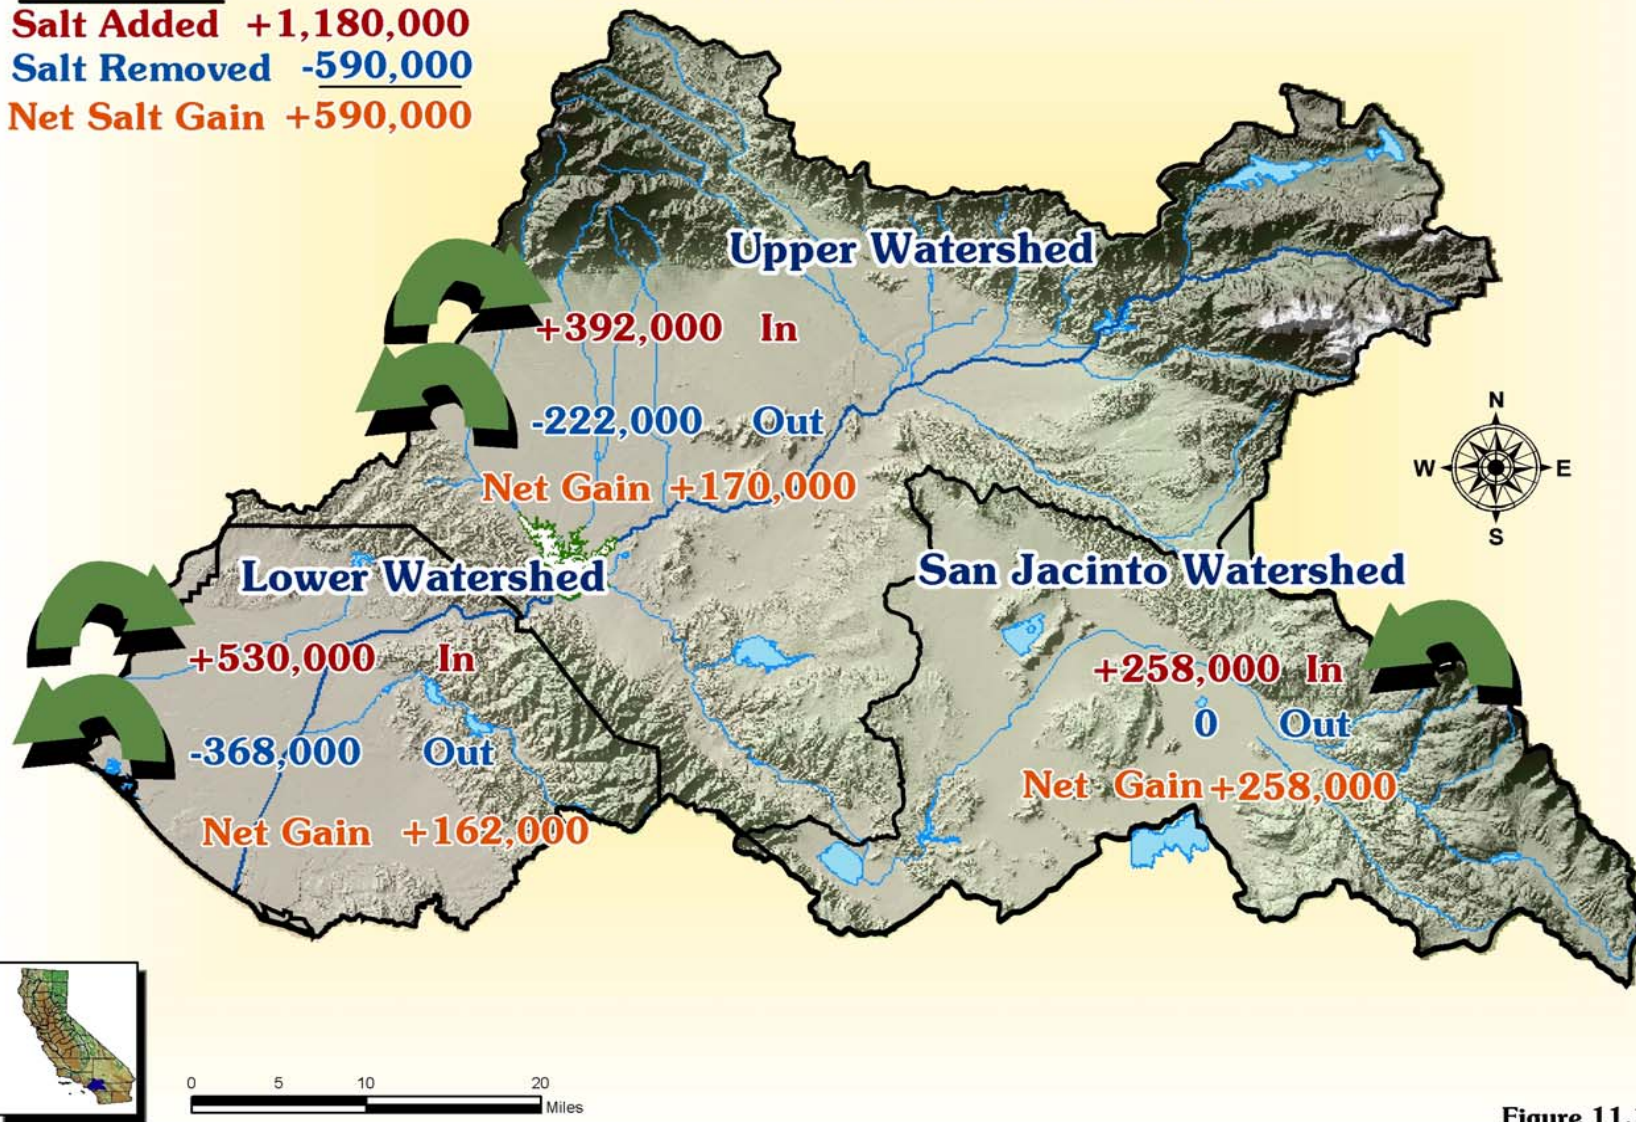 Salt Added +1,180,000
Salt Removed -590,000
Net Salt Gain +590,000
Upper Watershed
+392,000 In
-222,000 Out
Net Gain +170,000
N
W E
S
Lower Watershed
San Jacinto Watershed
+530,000 In
+258,000 In
-368,000 Out
0 Out
Net Gain +258,000
Net Gain +162,000
0 5 10 20
Miles
Figure 11.